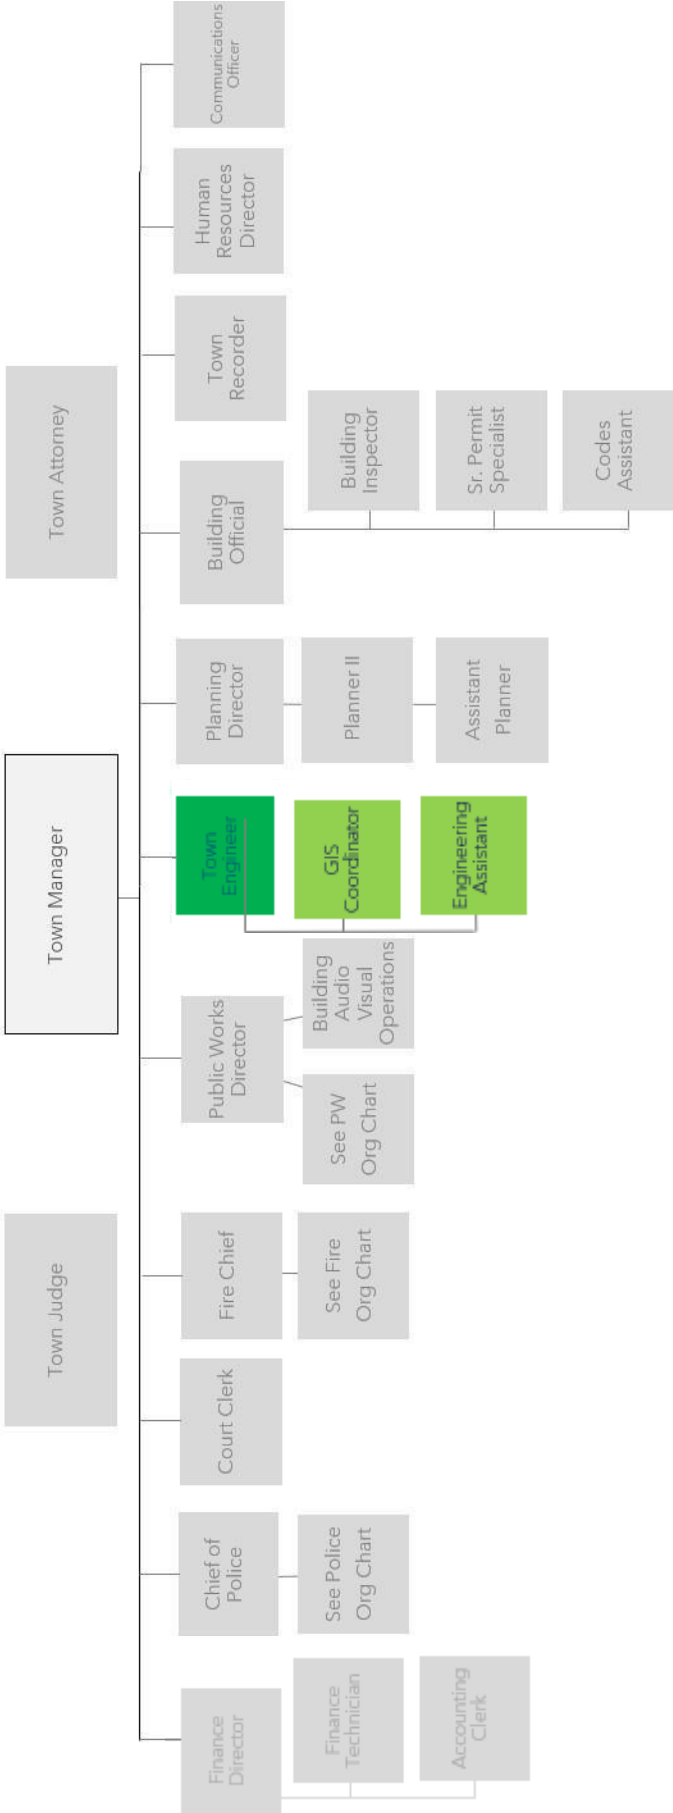 Town Judge
Town Manager
Town Attorney
Finance
Director
Finance
Technician
Accounting
Clerk
Chief of
Police
See Police
Org Chart
Court Clerk
Fire Chief
See Fire
Org Chart
Public Works
Director
See PW
Org Chart
Building
Audio
Visual
Operations
Town
Engineer
GIS
Coordinator
Engineering
Assistant
Planning
Director
Planner II
Assistant
Planner
Building
Official
Building
Inspector
Sr. Permit
Specialist
Codes
Assistant
Town
Recorder
Human
Resources
Director
Communications
Officer